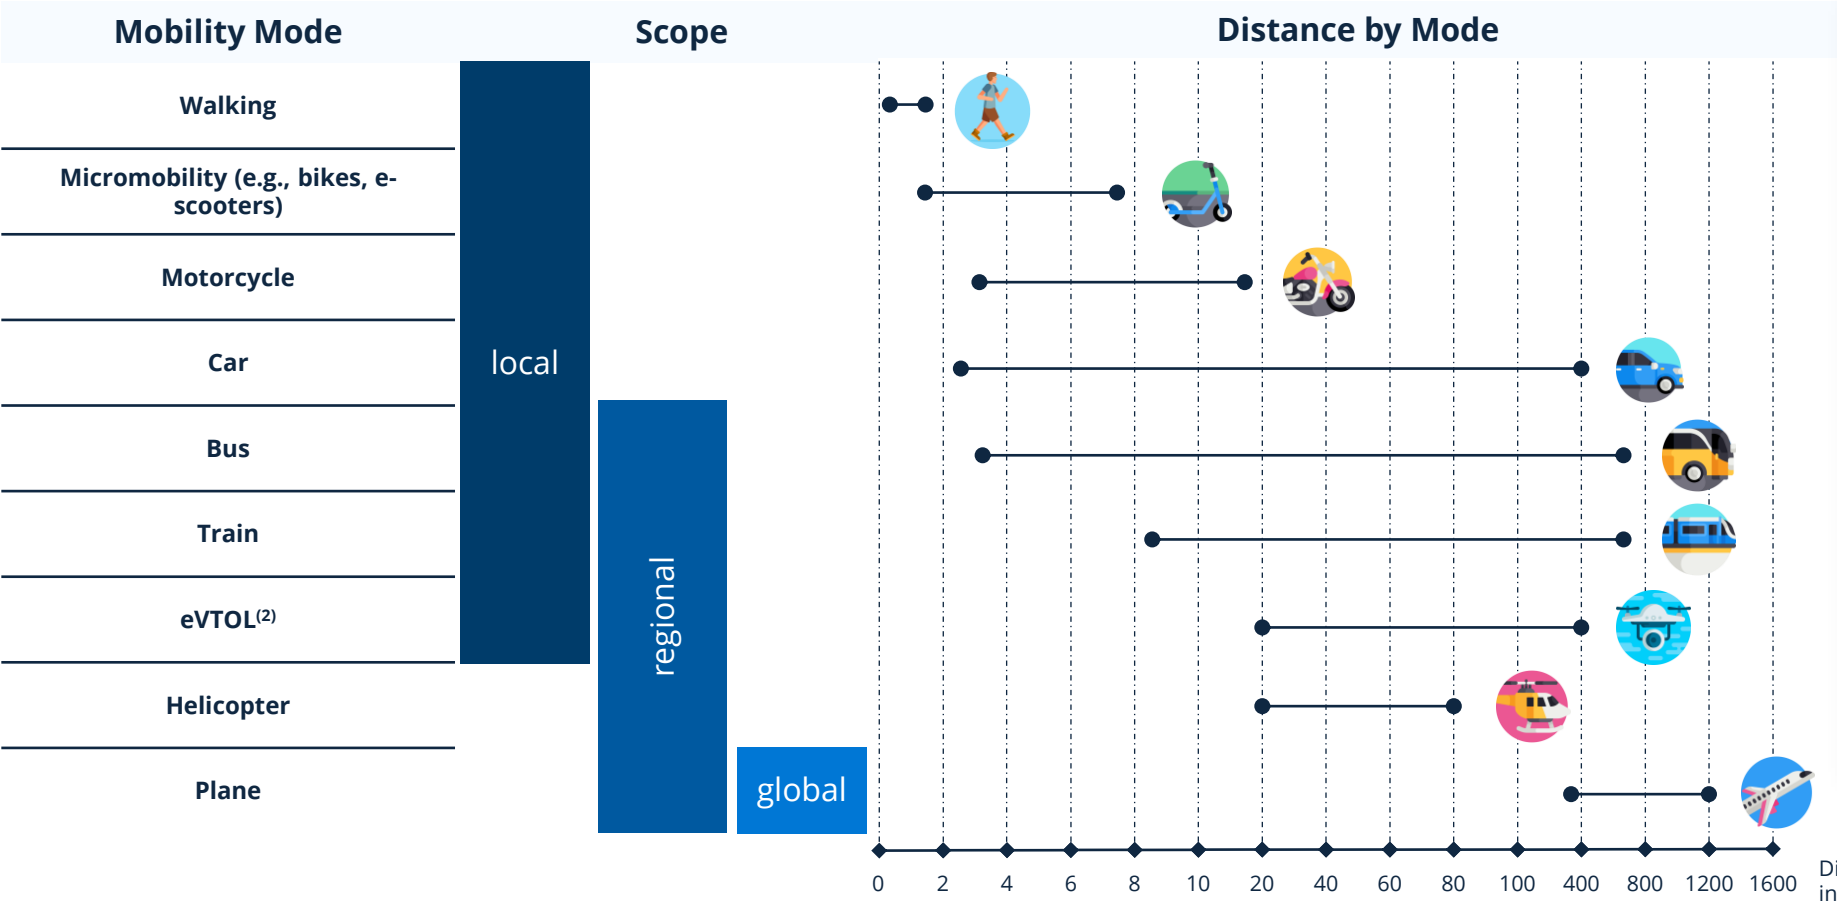 Mobility Mode
Scope
Distance by Mode
Walking
Micromobility (e.g., bikes, e-
scooters)
Motorcycle
Car
local
Bus
Train
regional
eVTOL(2)
Helicopter
Plane
global
0 2 4 6 8 10 20 40 60 80 100 400 800 1200 1600
in